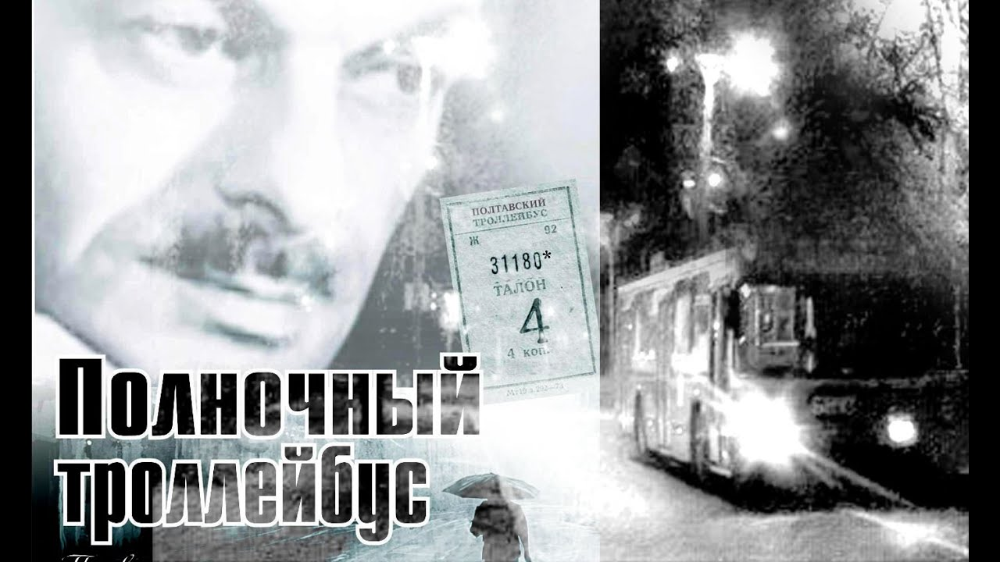 ПОЛТАВСКИЙ
ТРОЛЛЕЙБУС
Ж 92
31180*
ТАЛОН
4
4 коп.
Полночный
троллейбус